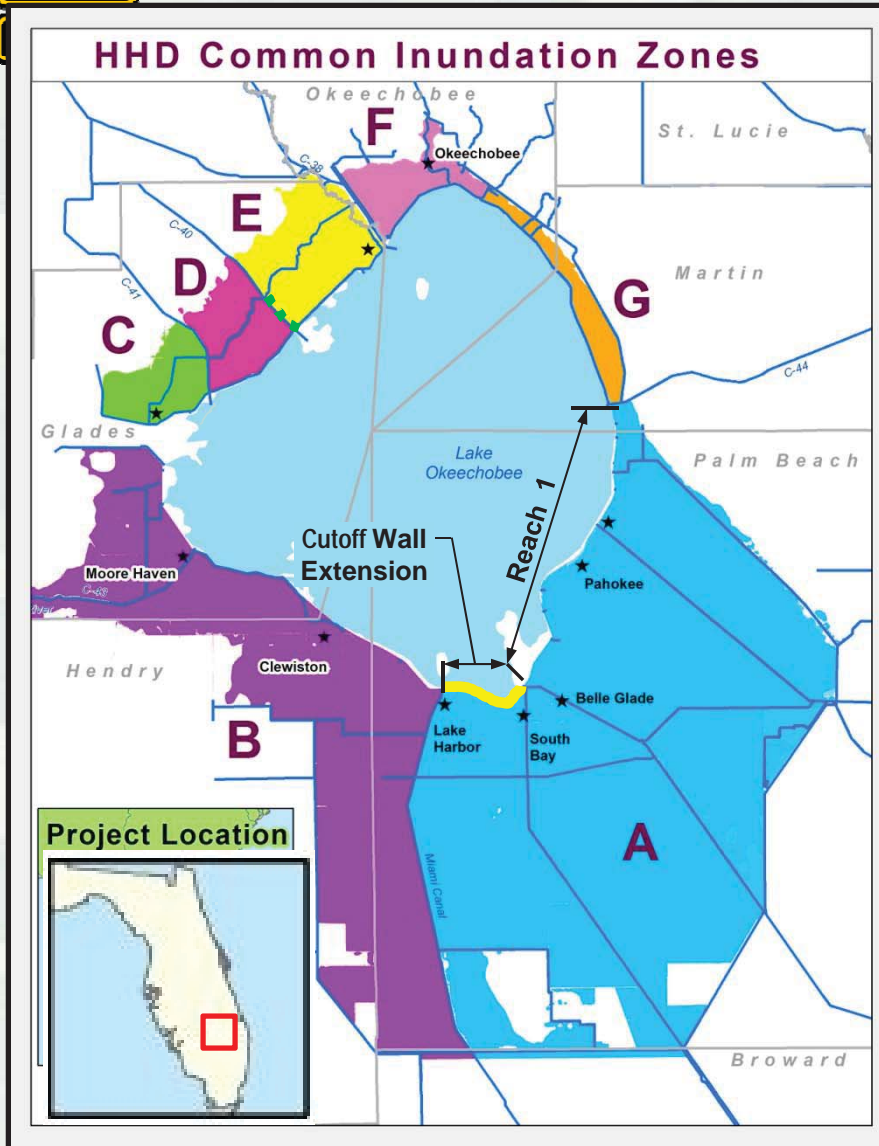 HHD Common Inundation Zones
Okeechobee
F
St. Lucie
Okeechobee
C-38
E
C-40
D
Martin
C-41
G
C
C-44
Glades
Lake
Okeechobee
Palm Beach
Reach 1
Cutoff Wall
Extension
Moore Haven
Pahokee
Hendry
Clewiston
Belle Glade
Lake
Harbor
South
Bay
B
A
Project Location
Miami Canal
Broward